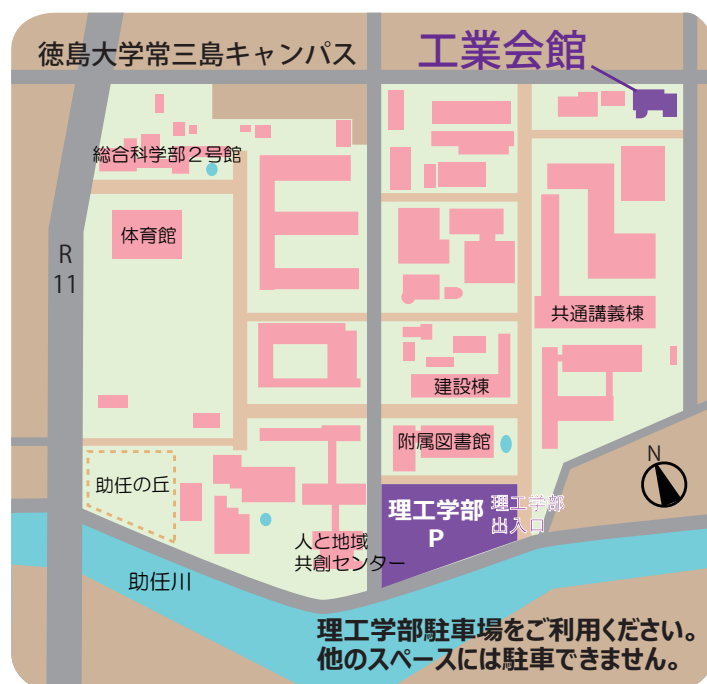 徳島大学常三島キャンパス
工業会館
総合科学部2号館
体育館
R
11
共通講義棟
建設棟
附属図書館
N
助任の丘
理工学部
P
理工学部
出入口
人と地域
共創センター
助任川
理工学部駐車場をご利用ください。
他のスペースには駐車できません。